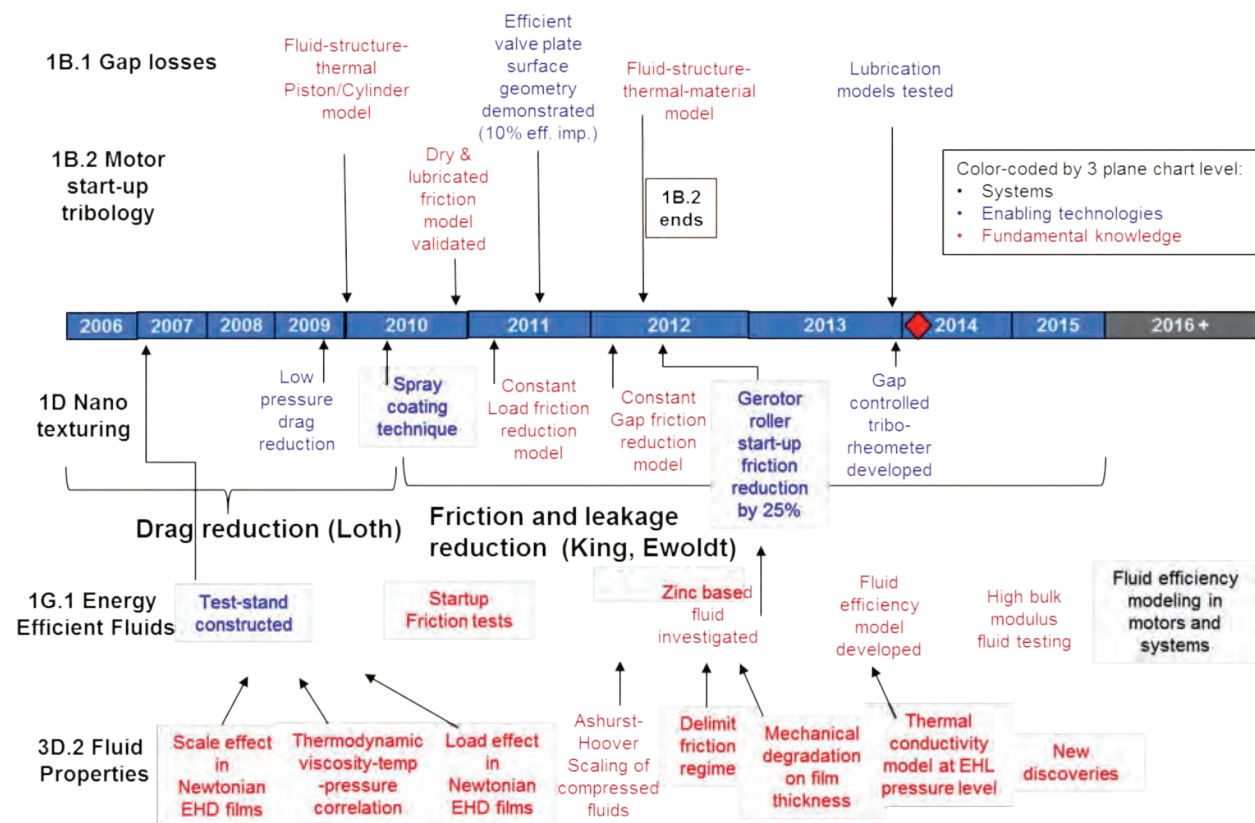 1B.1 Gap losses
Fluid-structure-
thermal
Piston/Cylinder
model
Efficient
valve plate
surface
geometry
demonstrated
(10% eff. imp.)
Fluid-structure-
thermal-material
model
Lubrication
models tested
1B.2 Motor
start-up
tribology
Dry &
lubricated
friction
model
validated
1B.2
ends
Color-coded by 3 plane chart level:
• Systems
• Enabling technologies
• Fundamental knowledge
2006 2007 2008 2009 2010 2011 2012 2013 2014 2015 2016 +
1D Nano
texturing
Low
pressure
drag
reduction
Spray
coating
technique
Constant
Load friction
reduction
model
Constant
Gap friction
reduction
model
Gerotor
roller
start-up
friction
reduction
by 25%
Gap
controlled
tribo-
rheometer
developed
Drag reduction (Loth)
Friction and leakage
reduction (King, Ewoldt)
1G.1 Energy
Efficient Fluids
Test-stand
constructed
Startup
Friction tests
Zinc based
fluid
investigated
Fluid
efficiency
model
developed
High bulk
modulus
fluid testing
Fluid efficiency
modeling in
motors and
systems
3D.2 Fluid
Properties
Scale effect
in
Newtonian
EHD films
Thermodynamic
viscosity-temp
-pressure
correlation
Load effect
in
Newtonian
EHD films
Ashurst-
Hoover
Scaling of
compressed
fluids
Delimit
friction
regime
Mechanical
degradation
on film
thickness
Thermal
conductivity
model at EHL
pressure level
New
discoveries